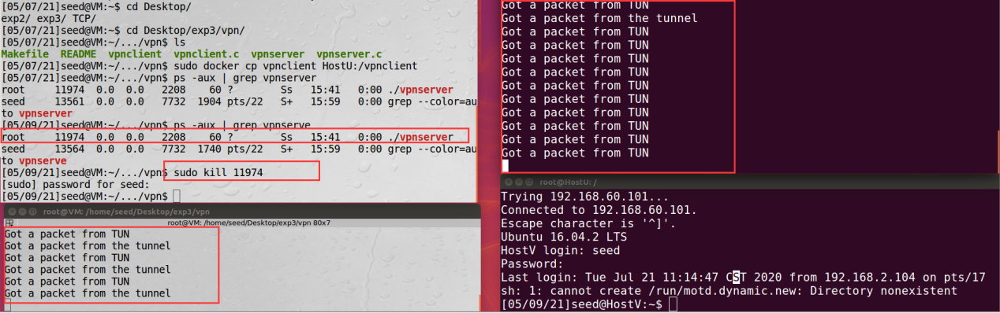 [05/07/21]seed@VM:~$ cd Desktop/
exp2/ exp3/ TCP/
[05/07/21]seed@VM:~$ cd Desktop/exp3/vpn/
[05/07/21]seed@VM:~/.../vpn$ ls
Makefile  README  vpnclient  vpnclient.c  vpnserver  vpnserver.c
[05/07/21]seed@VM:~/.../vpn$ sudo docker cp vpnclient HostU:/vpnclient
[05/07/21]seed@VM:~/.../vpn$ ps -aux | grep vpnserver
root     11974  0.0  0.0   2208    60 ?        Ss   15:41   0:00 ./vpnserver
seed     13561  0.0  0.0   7732  1904 pts/22   S+   15:59   0:00 grep --color=au
to vpnserver
[05/09/21]seed@VM:~/.../vpn$ ps -aux | grep vpnserve
root     11974  0.0  0.0   2208    60 ?        Ss   15:41   0:00 ./vpnserver
seed     13564  0.0  0.0   7732  1740 pts/22   S+   15:59   0:00 grep --color=au
to vpnserve
[05/09/21]seed@VM:~/.../vpn$ sudo kill 11974
[sudo] password for seed:
[05/09/21]seed@VM:~/.../vpn$
root@VM: /home/seed/Desktop/exp3/vpn
root@VM: /home/seed/Desktop/exp3/vpn 80x7
Got a packet from TUN
Got a packet from the tunnel
Got a packet from TUN
Got a packet from the tunnel
Got a packet from TUN
Got a packet from the tunnel
Got a packet from TUN
Got a packet from the tunnel
Got a packet from TUN
Got a packet from TUN
Got a packet from TUN
Got a packet from TUN
Got a packet from TUN
Got a packet from TUN
Got a packet from TUN
Got a packet from TUN
Got a packet from TUN
Got a packet from TUN
root@HostU: /
Trying 192.168.60.101...
Connected to 192.168.60.101.
Escape character is '^]'.
Ubuntu 16.04.2 LTS
HostV login: seed
Password:
Last login: Tue Jul 21 11:14:47 CST 2020 from 192.168.2.104 on pts/17
sh: 1: cannot create /run/motd.dynamic.new: Directory nonexistent
[05/09/21]seed@HostV:~$